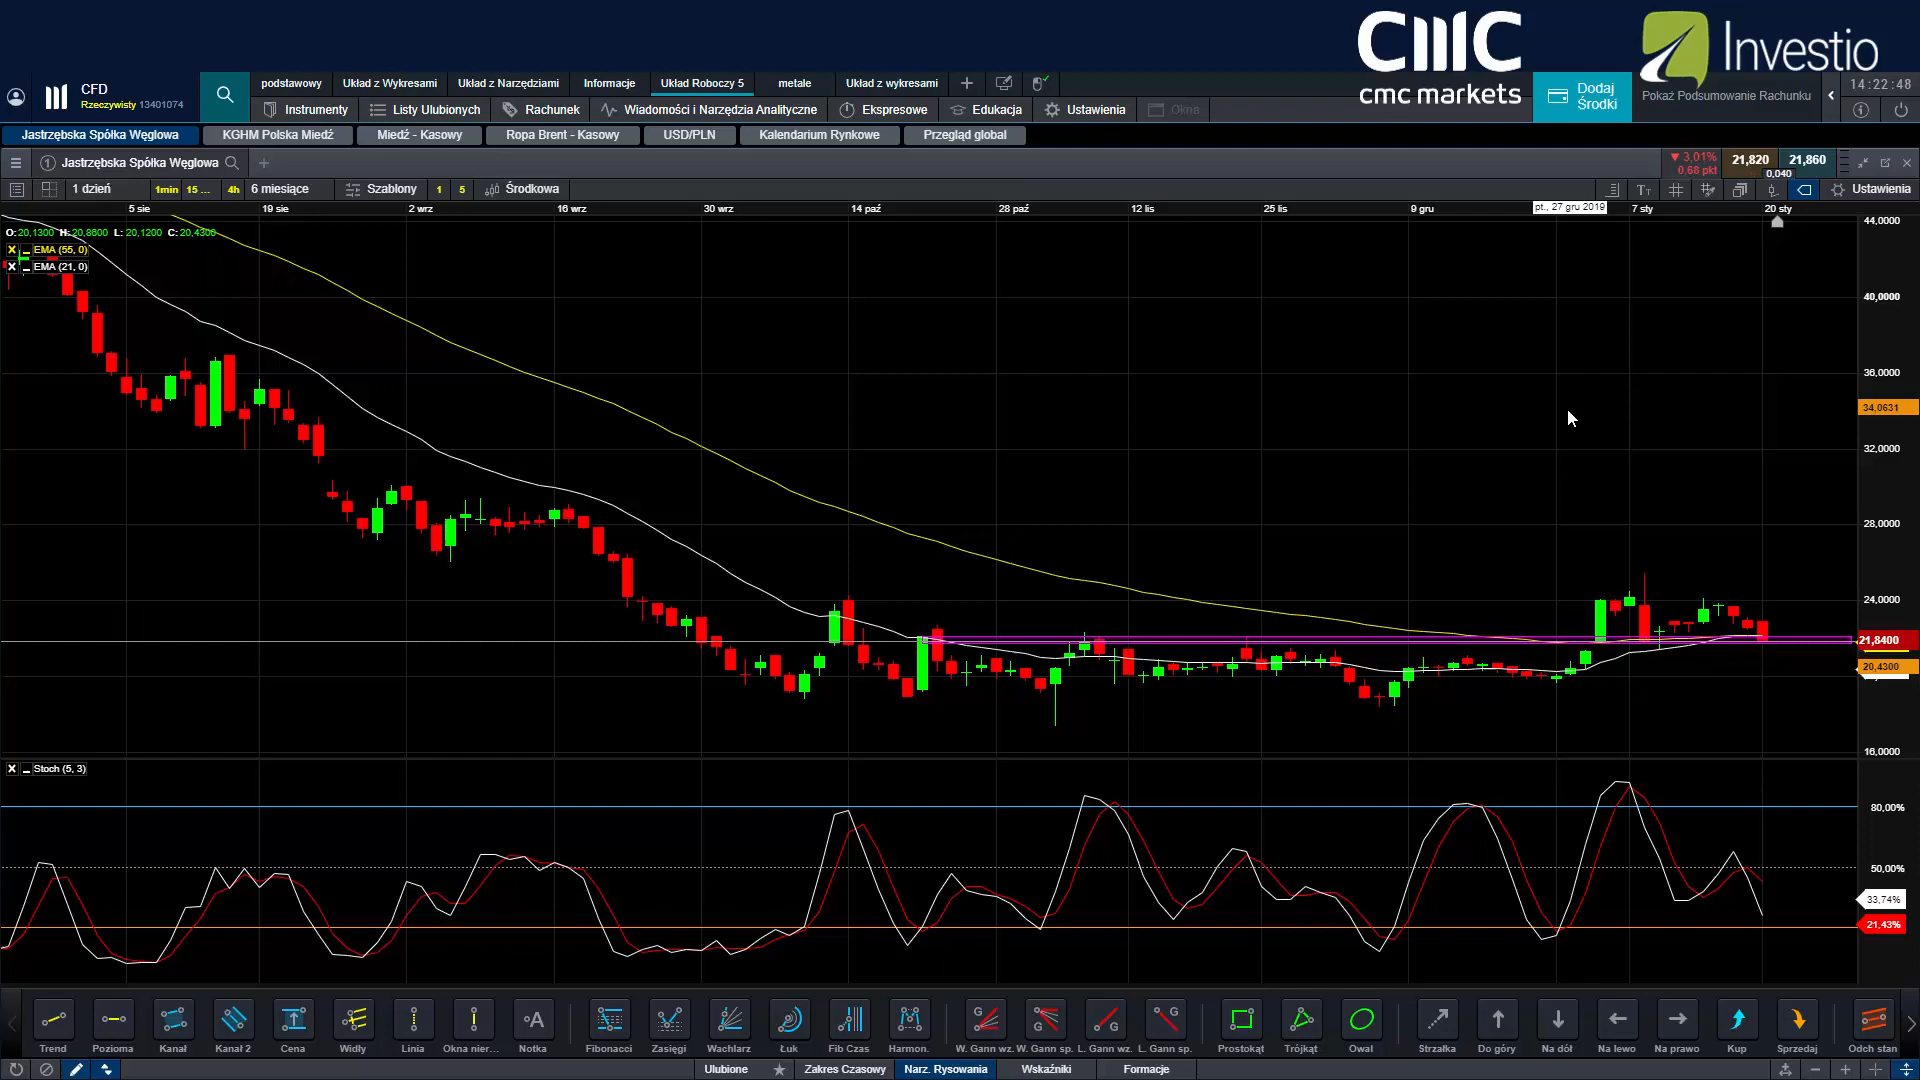 CMC
cmc markets
Investio
CFD
Rzeczywisty 13401074
podstawowy
Układ z Wykresami
Układ z Narzędziami
Informacje
Układ Roboczy 5
metale
Układ z wykresami
Instrumenty
Listy Ulubionych
Rachunek
Wiadomości i Narzędzia Analityczne
Ekspresowe
Edukacja
Ustawienia
Okna
Dodaj
Środki
Pokaż Podsumowanie Rachunku
14:22:48
Jastrzębska Spółka Węglowa
KGHM Polska Miedź
Miedź - Kasowy
Ropa Brent - Kasowy
USD/PLN
Kalendarium Rynkowe
Przegląd global
1 Jastrzębska Spółka Węglowa
3,01%
0.68 pkt
21,820
21,860
0,040
1 dzień
1min
15 ...
4h
6 miesiące
Szablony
1
5
Środkowa
Ustawienia
5 sie
19 sie
2 wrz
16 wrz
30 wrz
14 paź
28 paź
12 lis
25 lis
9 gru
pt., 27 gru 2019
7 sty
20 sty
O:20,1300 H:20,8600 L:20,1200 C:20,4300
EMA (55, 0)
EMA (21, 0)
44,0000
40,0000
36,0000
34,0631
32,0000
28,0000
24,0000
21,8400
20,4300
16,0000
Stoch (5, 3)
80,00%
50,00%
33,74%
21,43%
Trend
Pozioma
Kanał
Kanał 2
Cena
Widły
Linia
Okna nier...
Notka
Fibonacci
Zasięgi
Wachlarz
Łuk
Fib Czas
Harmon.
W. Gann wz.
W. Gann sp.
L. Gann wz.
L. Gann sp.
Prostokąt
Trójkąt
Owal
Strzałka
Do góry
Na dół
Na lewo
Na prawo
Kup
Sprzedaj
Odch stan
Ulubione
Zakres Czasowy
Narz. Rysowania
Wskaźniki
Formacje